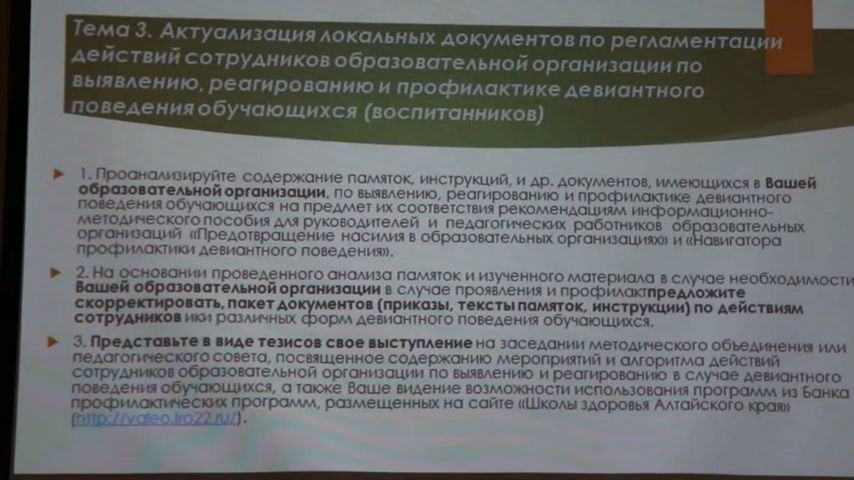 Тема 3. Актуализация локальных документов по регламентации
действий сотрудников образовательной организации по
выявлению, реагированию и профилактике девиантного
поведения обучающихся (воспитанников)
1. Проанализируйте содержание памяток, инструкций, и др. документов, имеющихся в Вашей
образовательной организации, по выявлению, реагированию и профилактике девиантного
поведения обучающихся на предмет их соответствия рекомендациям информационно-
методического пособия для руководителей и педагогических работников образовательных
организаций «Предотвращение насилия в образовательных организациях» и «Навигатора
профилактики девиантного поведения».
2. На основании проведенного анализа памяток и изученного материала в случае необходимости
Вашей образовательной организации в случае проявления и профилактпредложите
скорректировать, пакет документов (приказы, тексты памяток, инструкции) по действиям
сотрудников ики различных форм девиантного поведения обучающихся.
3. Представьте в виде тезисов свое выступление на заседании методического объединения или
педагогического совета, посвященное содержанию мероприятий и алгоритма действий
сотрудников образовательной организации по выявлению и реагированию в случае девиантного
поведения обучающихся, а также Ваше видение возможности использования программ из Банка
профилактических программ, размещенных на сайте «Школы здоровья Алтайского края»
(http://valeo.iro22.ru/).